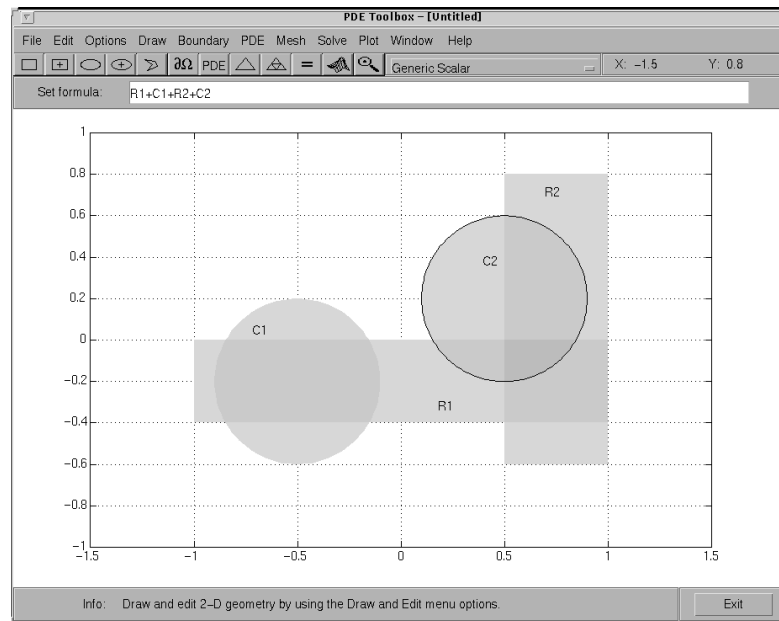 PDE Toolbox – [Untitled]
File Edit Options Draw Boundary PDE Mesh Solve Plot Window Help
∂Ω PDE = Generic Scalar X: −1.5 Y: 0.8
Set formula: R1+C1+R2+C2
1
0.8
R2
0.6
0.4
C2
0.2
0
C1
−0.2
R1
−0.4
−0.6
−0.8
−1
−1.5 −1 −0.5 0 0.5 1 1.5
Info: Draw and edit 2−D geometry by using the Draw and Edit menu options. Exit